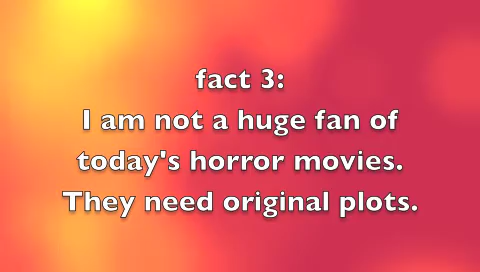 fact 3:
I am not a huge fan of
today's horror movies.
They need original plots.